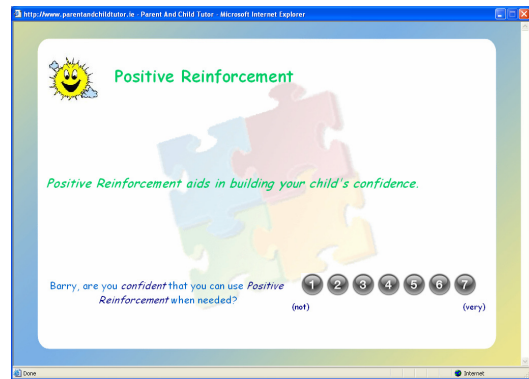 http://www.parentandchildtutor.ie - Parent And Child Tutor - Microsoft Internet Explorer
Positive Reinforcement
Positive Reinforcement aids in building your child's confidence.
Barry, are you confident that you can use Positive
Reinforcement when needed?
1 2 3 4 5 6 7
(not) (very)
Done Internet